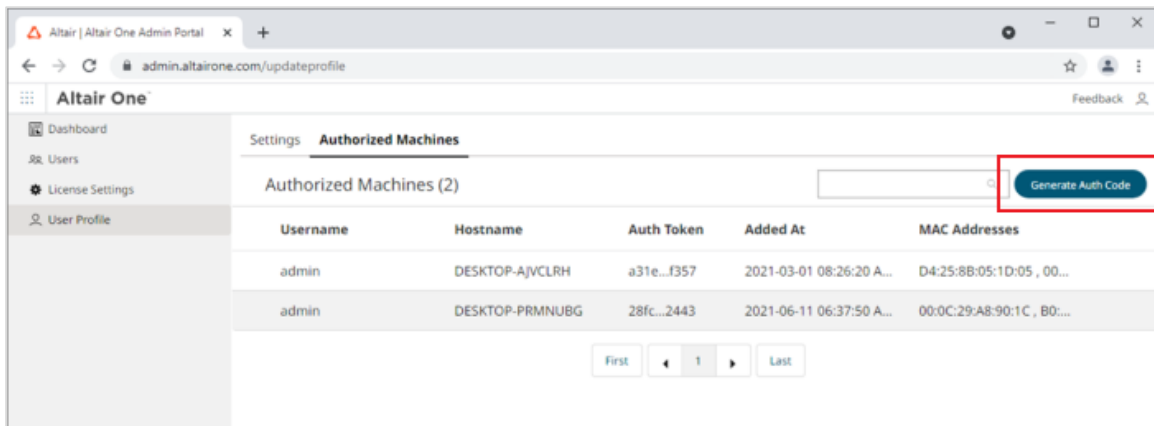 Altair | Altair One Admin Portal
admin.altairone.com/updateprofile
Altair One
Feedback
Dashboard
Users
License Settings
User Profile
Settings Authorized Machines
Authorized Machines (2)
Generate Auth Code
Username Hostname Auth Token Added At MAC Addresses
admin DESKTOP-AJVCLRH a31e...f357 2021-03-01 08:26:20 A... D4:25:8B:05:1D:05 , 00...
admin DESKTOP-PRMNUBG 28fc...2443 2021-06-11 06:37:50 A... 00:0C:29:A8:90:1C , B0:...
First 1 Last